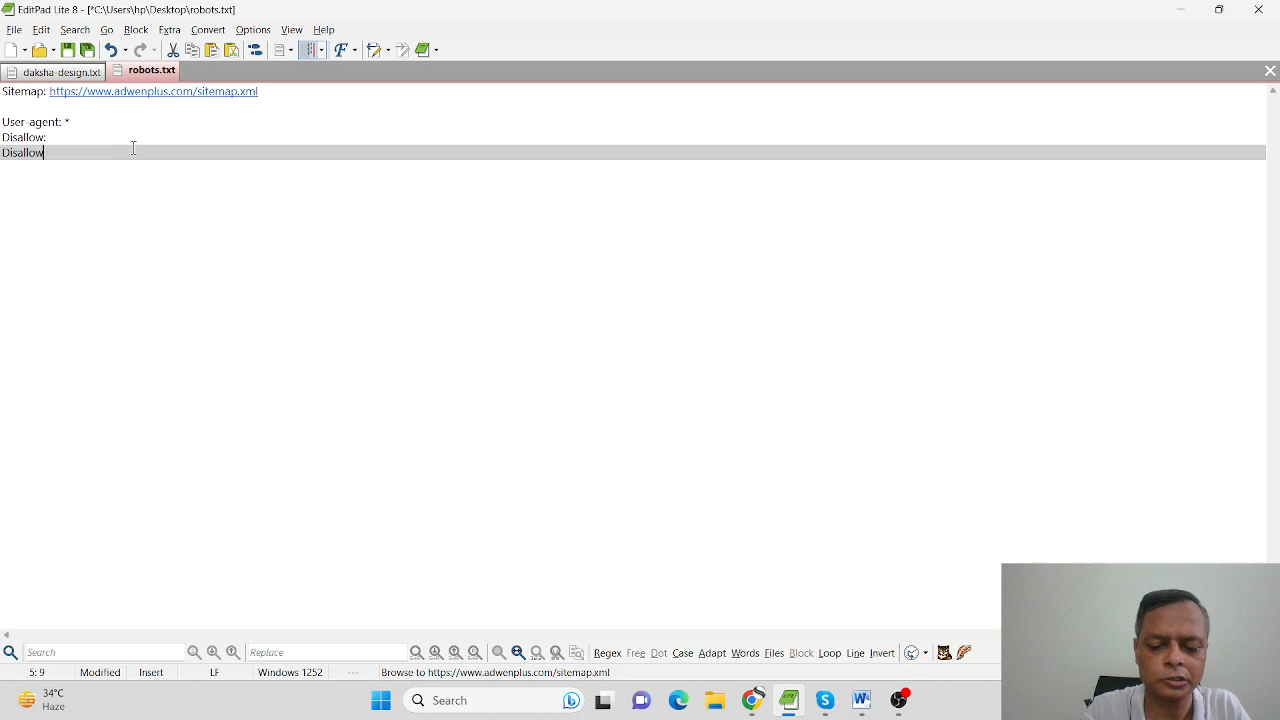 EditPad Lite 8 - [*C:\Users\hp\Desktop\robots.txt]
File Edit Search Go Block Extra Convert Options View Help
daksha-design.txt robots.txt
Sitemap: https://www.adwenplus.com/sitemap.xml
User-agent: *
Disallow:
Disallow
Search Replace Regex Free Dot Case Adapt Words Files Block Loop Line Invert
5: 9 Modified Insert LF Windows 1252 --- Browse to https://www.adwenplus.com/sitemap.xml
34°C
Haze
Search